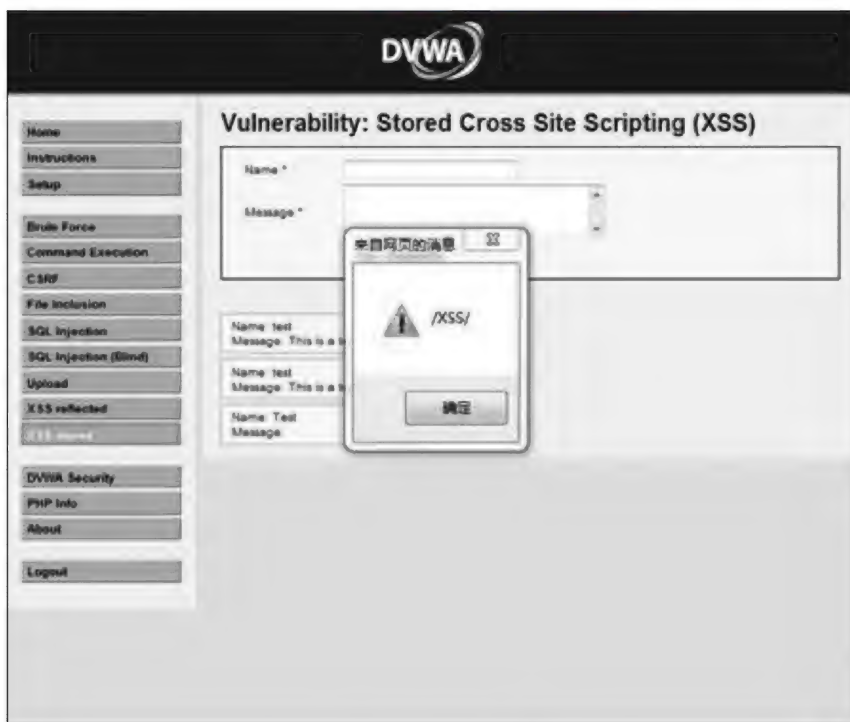 DVWA
Vulnerability: Stored Cross Site Scripting (XSS)
Home
Instructions
Setup
Brute Force
Command Execution
CSRF
File Inclusion
SQL Injection
SQL Injection (Blind)
Upload
XSS reflected
XSS stored
DVWA Security
PHP Info
About
Logout
Name *
Message *
来自网页的消息
/XSS/
确定
Name: test
Message: This is a
Name: test
Message: This is a
Name: Test
Message: